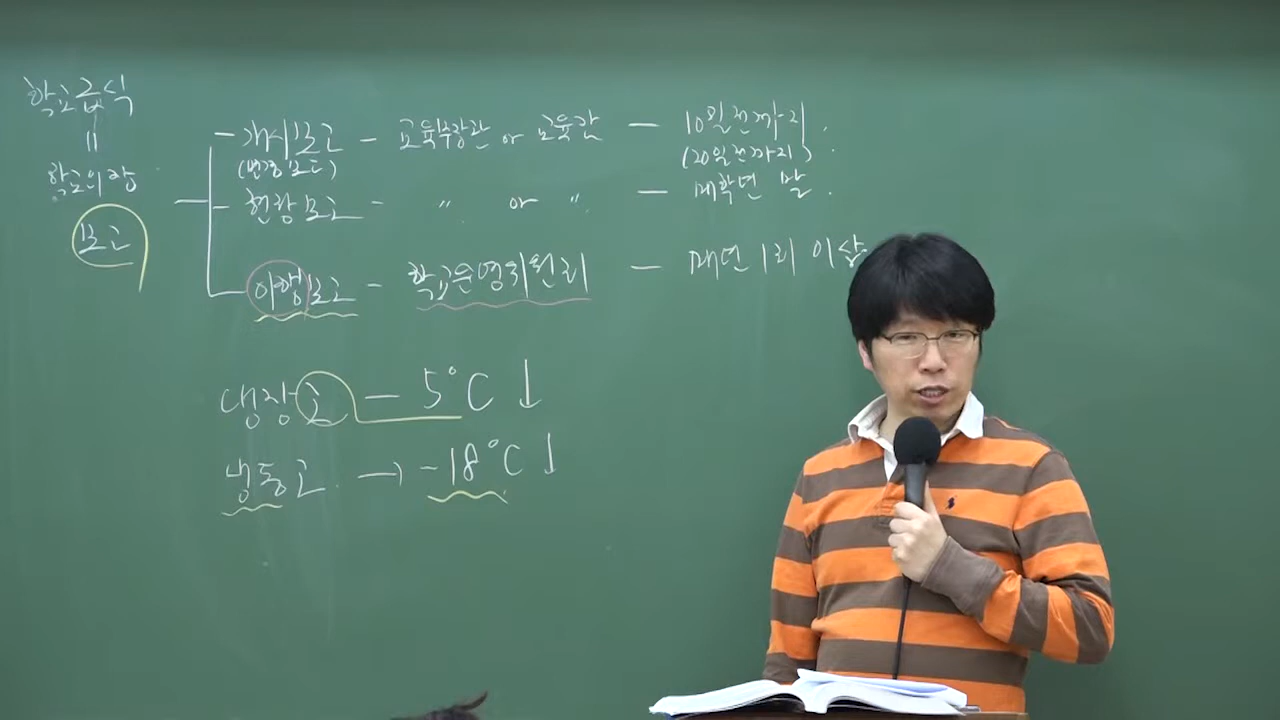 학교급식
=
학교의 장
보고
- 개시보고 - 교육부장관 or 교육감 - 10일전까지.
(변경보고) (20일전까지).
- 현황보고 - 〃 or 〃. - 매학년 말.
이행보고 - 학교운영위원회 - 매년 1회 이상
냉장고 - 5°C ↓
냉동고. → -18°C ↓